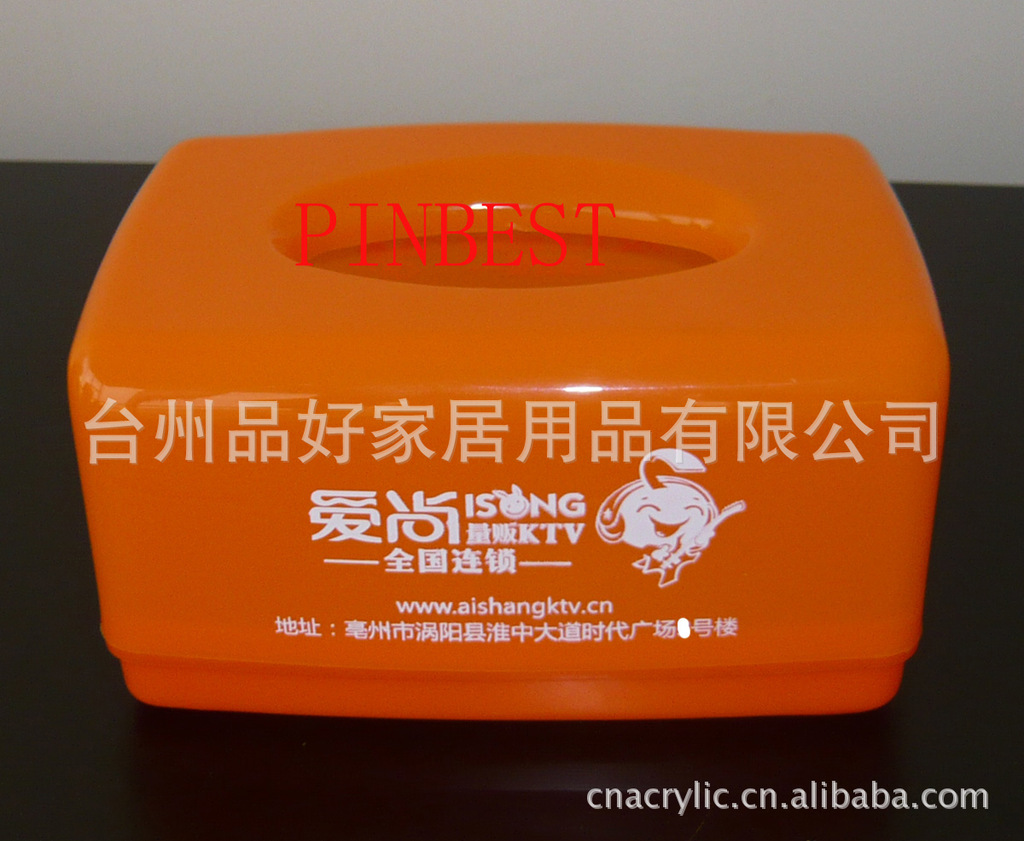 PINBEST
台州品好家居用品有限公司
爱尚 ISONG
量贩KTV
全国连锁
www.aishangktv.cn
地址：亳州市涡阳县淮中大道时代广场号楼
cnacrylic.cn.alibaba.com